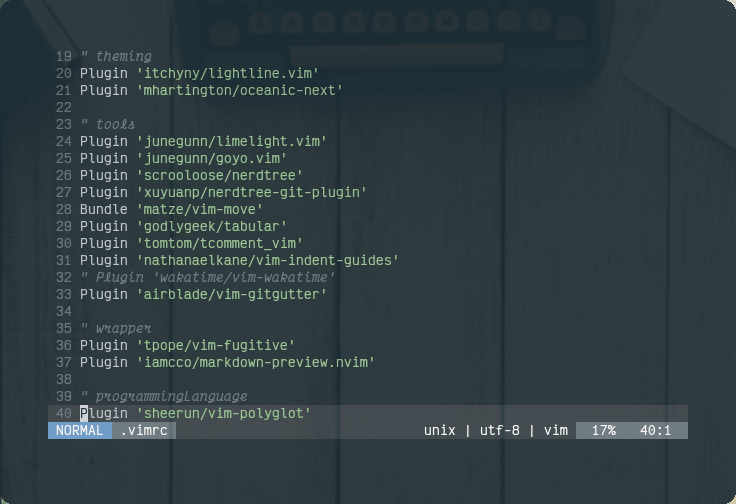 19 " theming
20 Plugin 'itchyny/lightline.vim'
21 Plugin 'mhartington/oceanic-next'
22
23 " tools
24 Plugin 'junegunn/limelight.vim'
25 Plugin 'junegunn/goyo.vim'
26 Plugin 'scrooloose/nerdtree'
27 Plugin 'xuyuanp/nerdtree-git-plugin'
28 Bundle 'matze/vim-move'
29 Plugin 'godlygeek/tabular'
30 Plugin 'tomtom/tcomment_vim'
31 Plugin 'nathanaelkane/vim-indent-guides'
32 " Plugin 'wakatime/vim-wakatime'
33 Plugin 'airblade/vim-gitgutter'
34
35 " wrapper
36 Plugin 'tpope/vim-fugitive'
37 Plugin 'iamcco/markdown-preview.nvim'
38
39 " programmingLanguage
40 Plugin 'sheerun/vim-polyglot'
NORMAL .vimrc unix | utf-8 | vim 17% 40:1